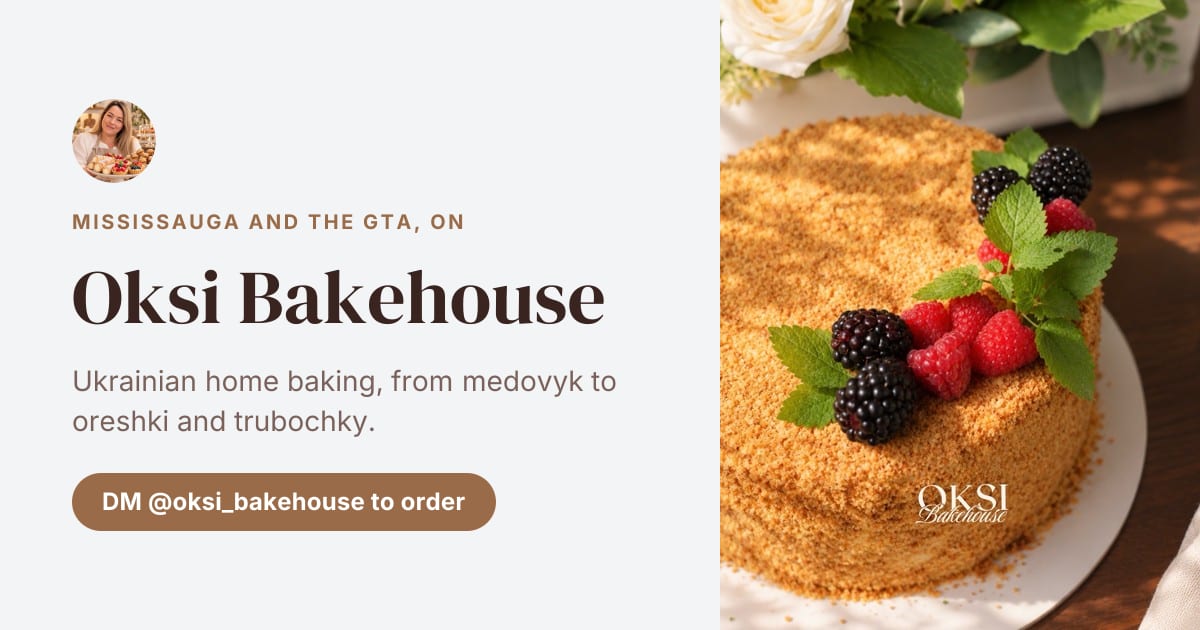 MISSISSAUGA AND THE GTA, ON
Oksi Bakehouse
Ukrainian home baking, from medovyk to
oreshki and trubochky.
DM @oksi_bakehouse to order
OKSI
Bakehouse